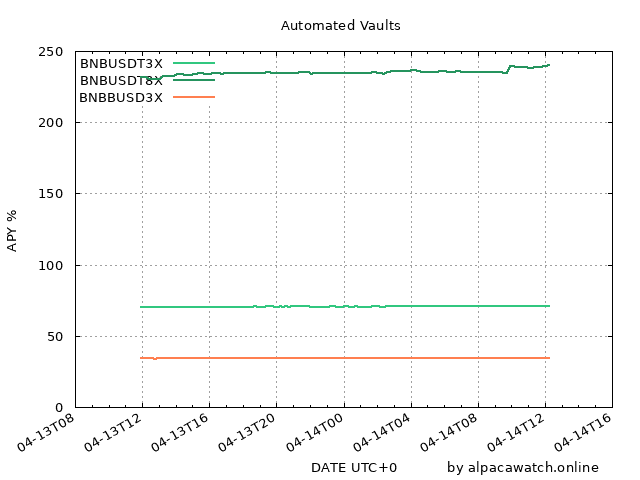 Automated Vaults
250
200
150
100
50
0
APY %
BNBUSDT3X
BNBUSDT8X
BNBBUSD3X
04-13T08
04-13T12
04-13T16
04-13T20
04-14T00
04-14T04
04-14T08
04-14T12
04-14T16
DATE UTC+0
by alpacawatch.online